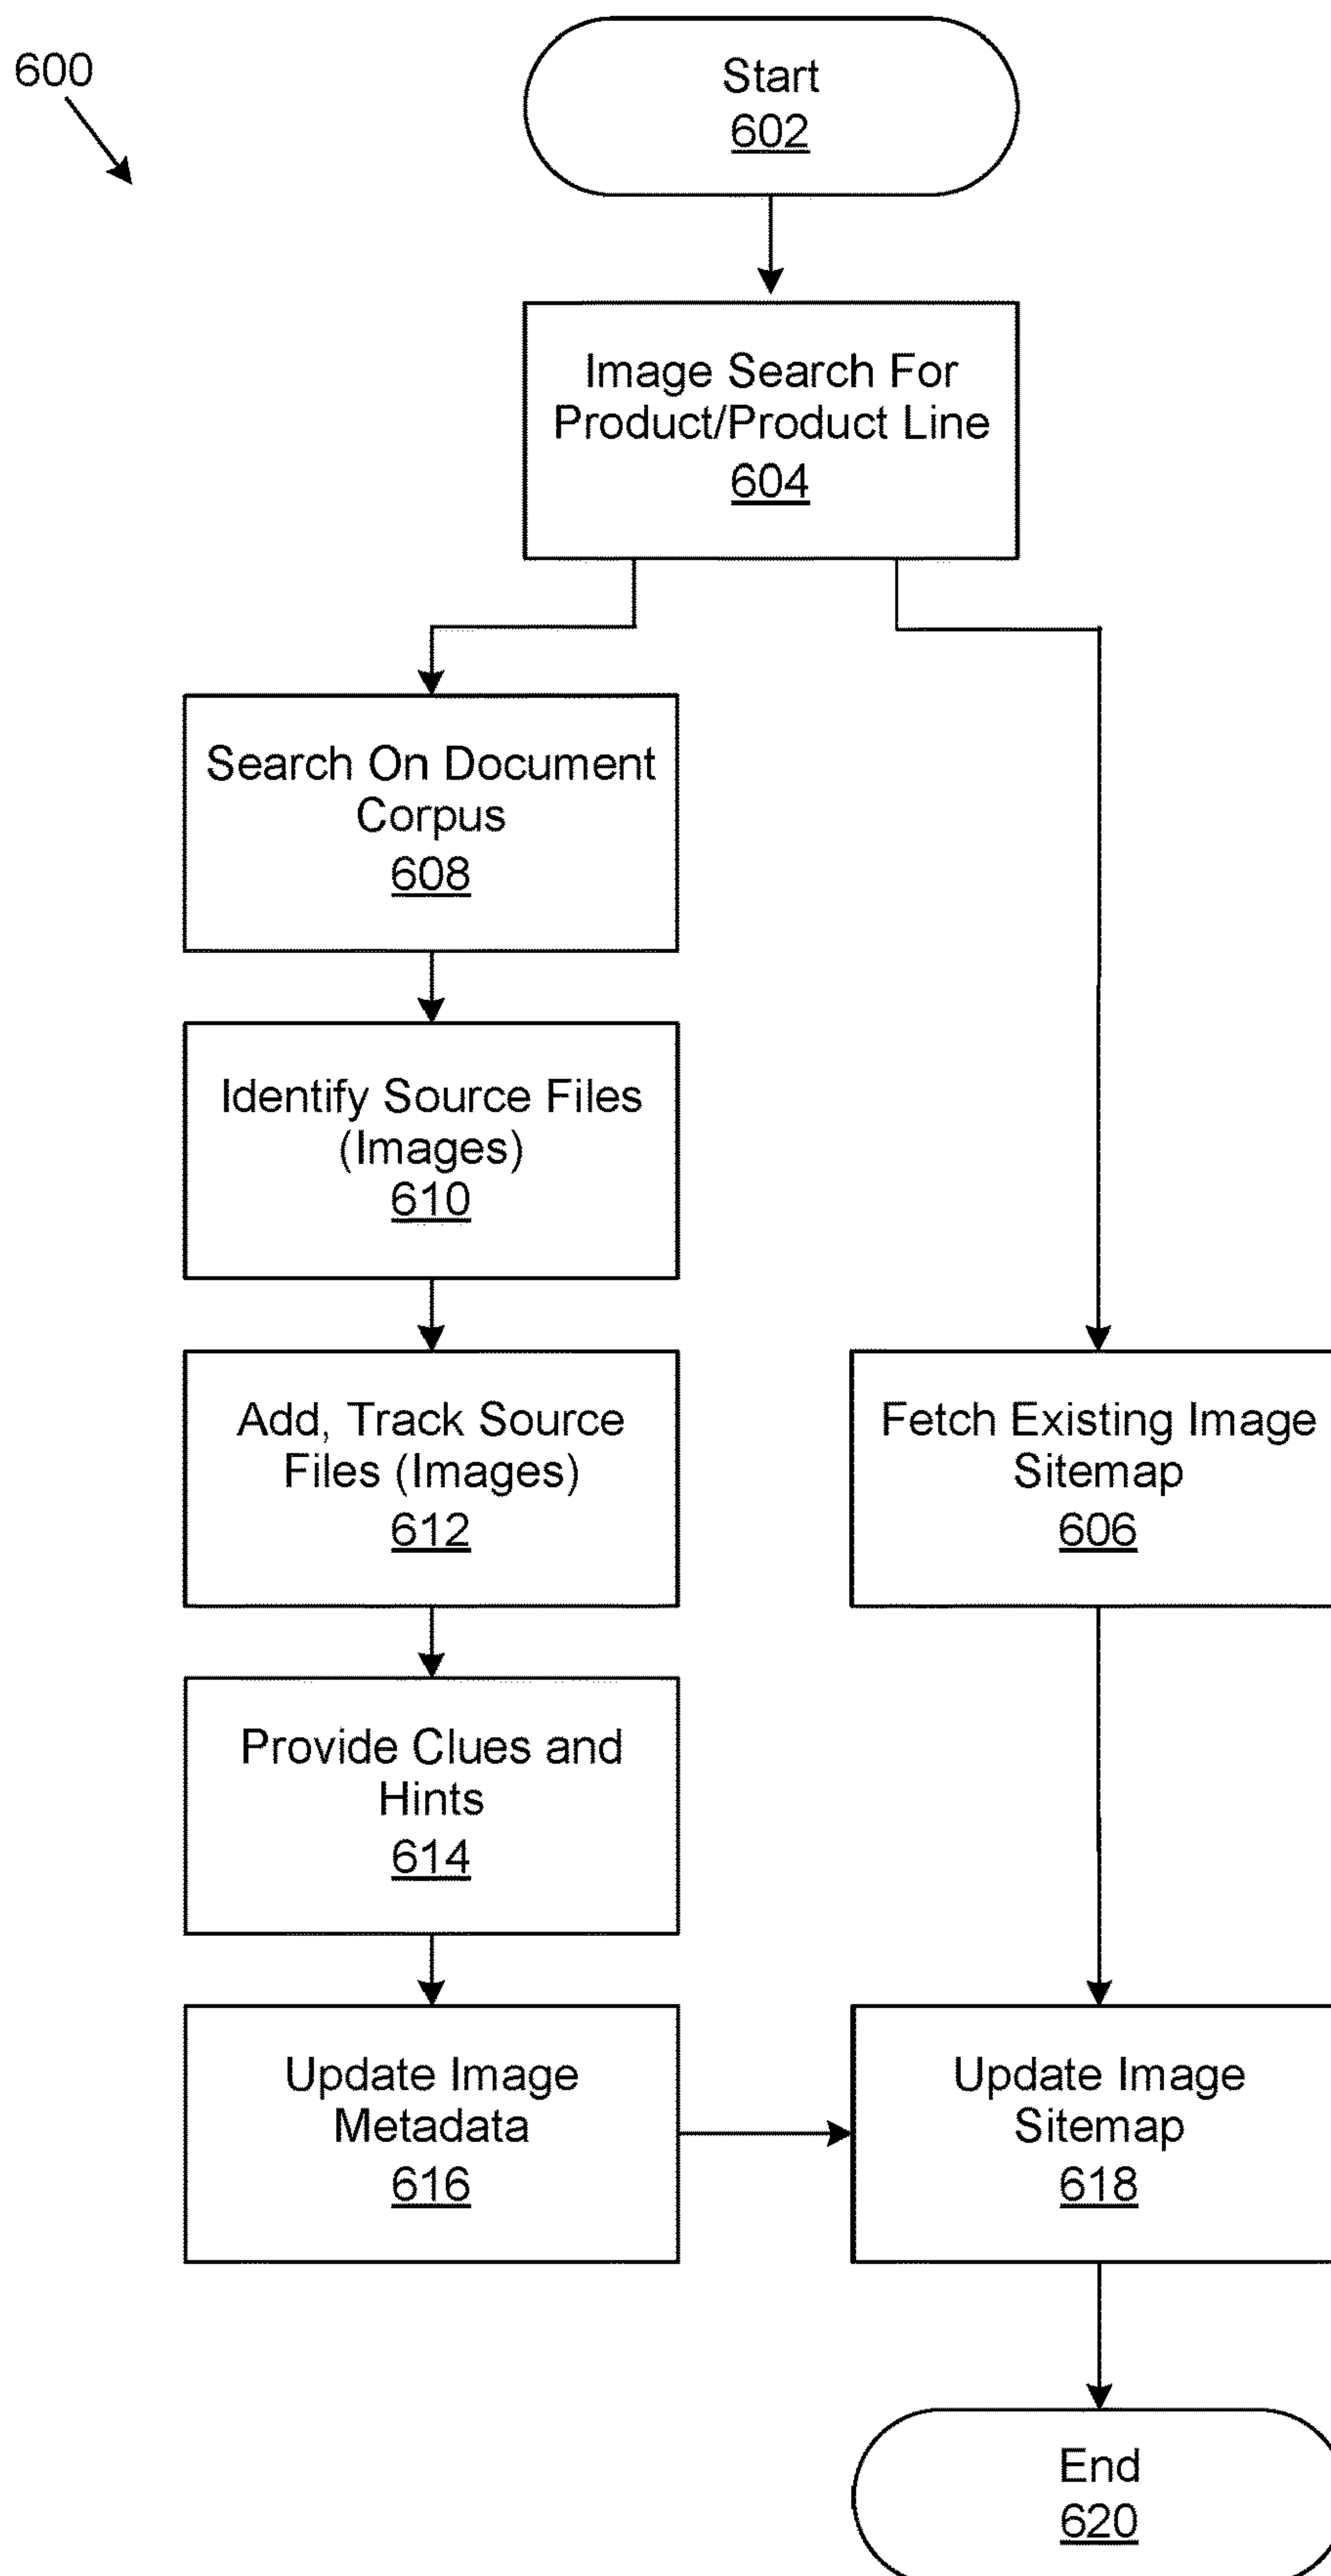 600
Start
602
Image Search For
Product/Product Line
604
Search On Document
Corpus
608
Identify Source Files
(Images)
610
Add, Track Source
Files (Images)
612
Fetch Existing Image
Sitemap
606
Provide Clues and
Hints
614
Update Image
Metadata
616
Update Image
Sitemap
618
End
620